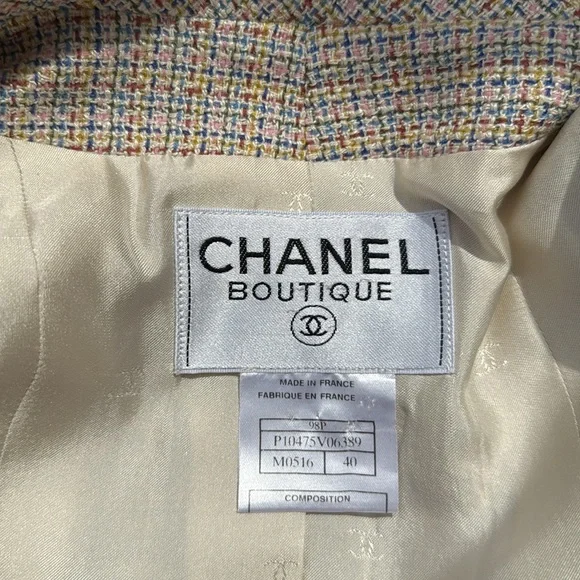 CHANEL
BOUTIQUE
MADE IN FRANCE
FABRIQUE EN FRANCE
98P
P10475V06389
M0516 40
COMPOSITION